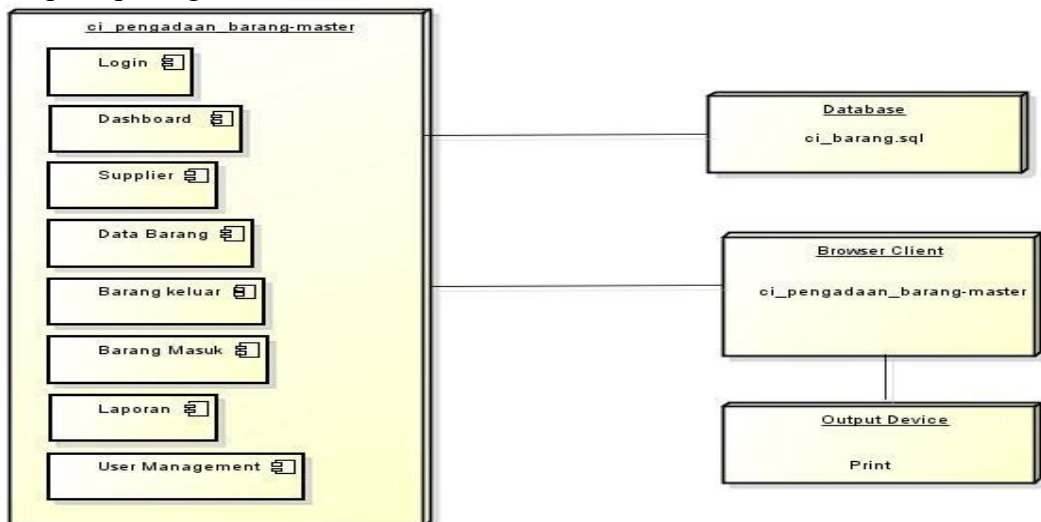 ci_pengadaan_barang-master
Login
Dashboard
Supplier
Data Barang
Barang keluar
Barang Masuk
Laporan
User Management
Database
ci_barang.sql
Browser Client
ci_pengadaan_barang-master
Output Device
Print